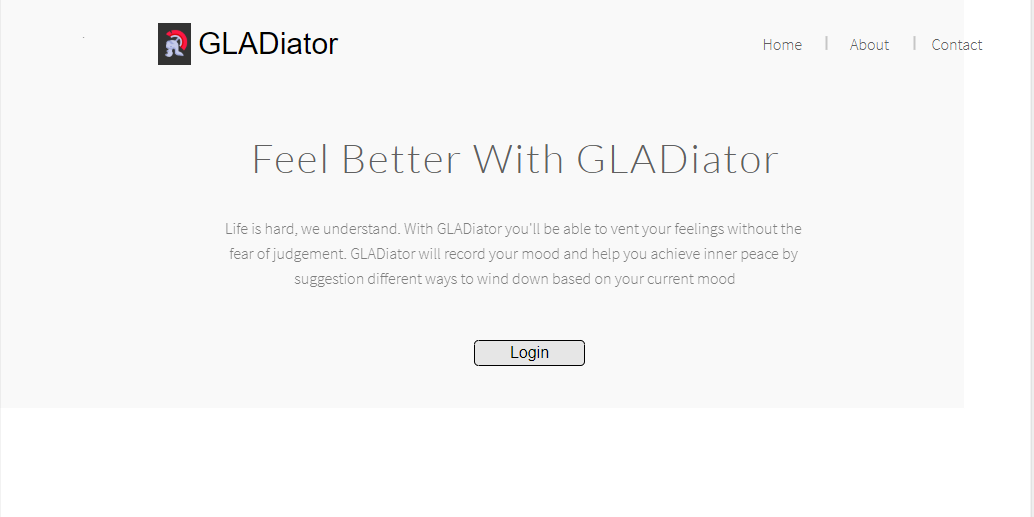 GLADiator
Home | About | Contact
Feel Better With GLADiator
Life is hard, we understand. With GLADiator you'll be able to vent your feelings without the
fear of judgement. GLADiator will record your mood and help you achieve inner peace by
suggestion different ways to wind down based on your current mood
Login